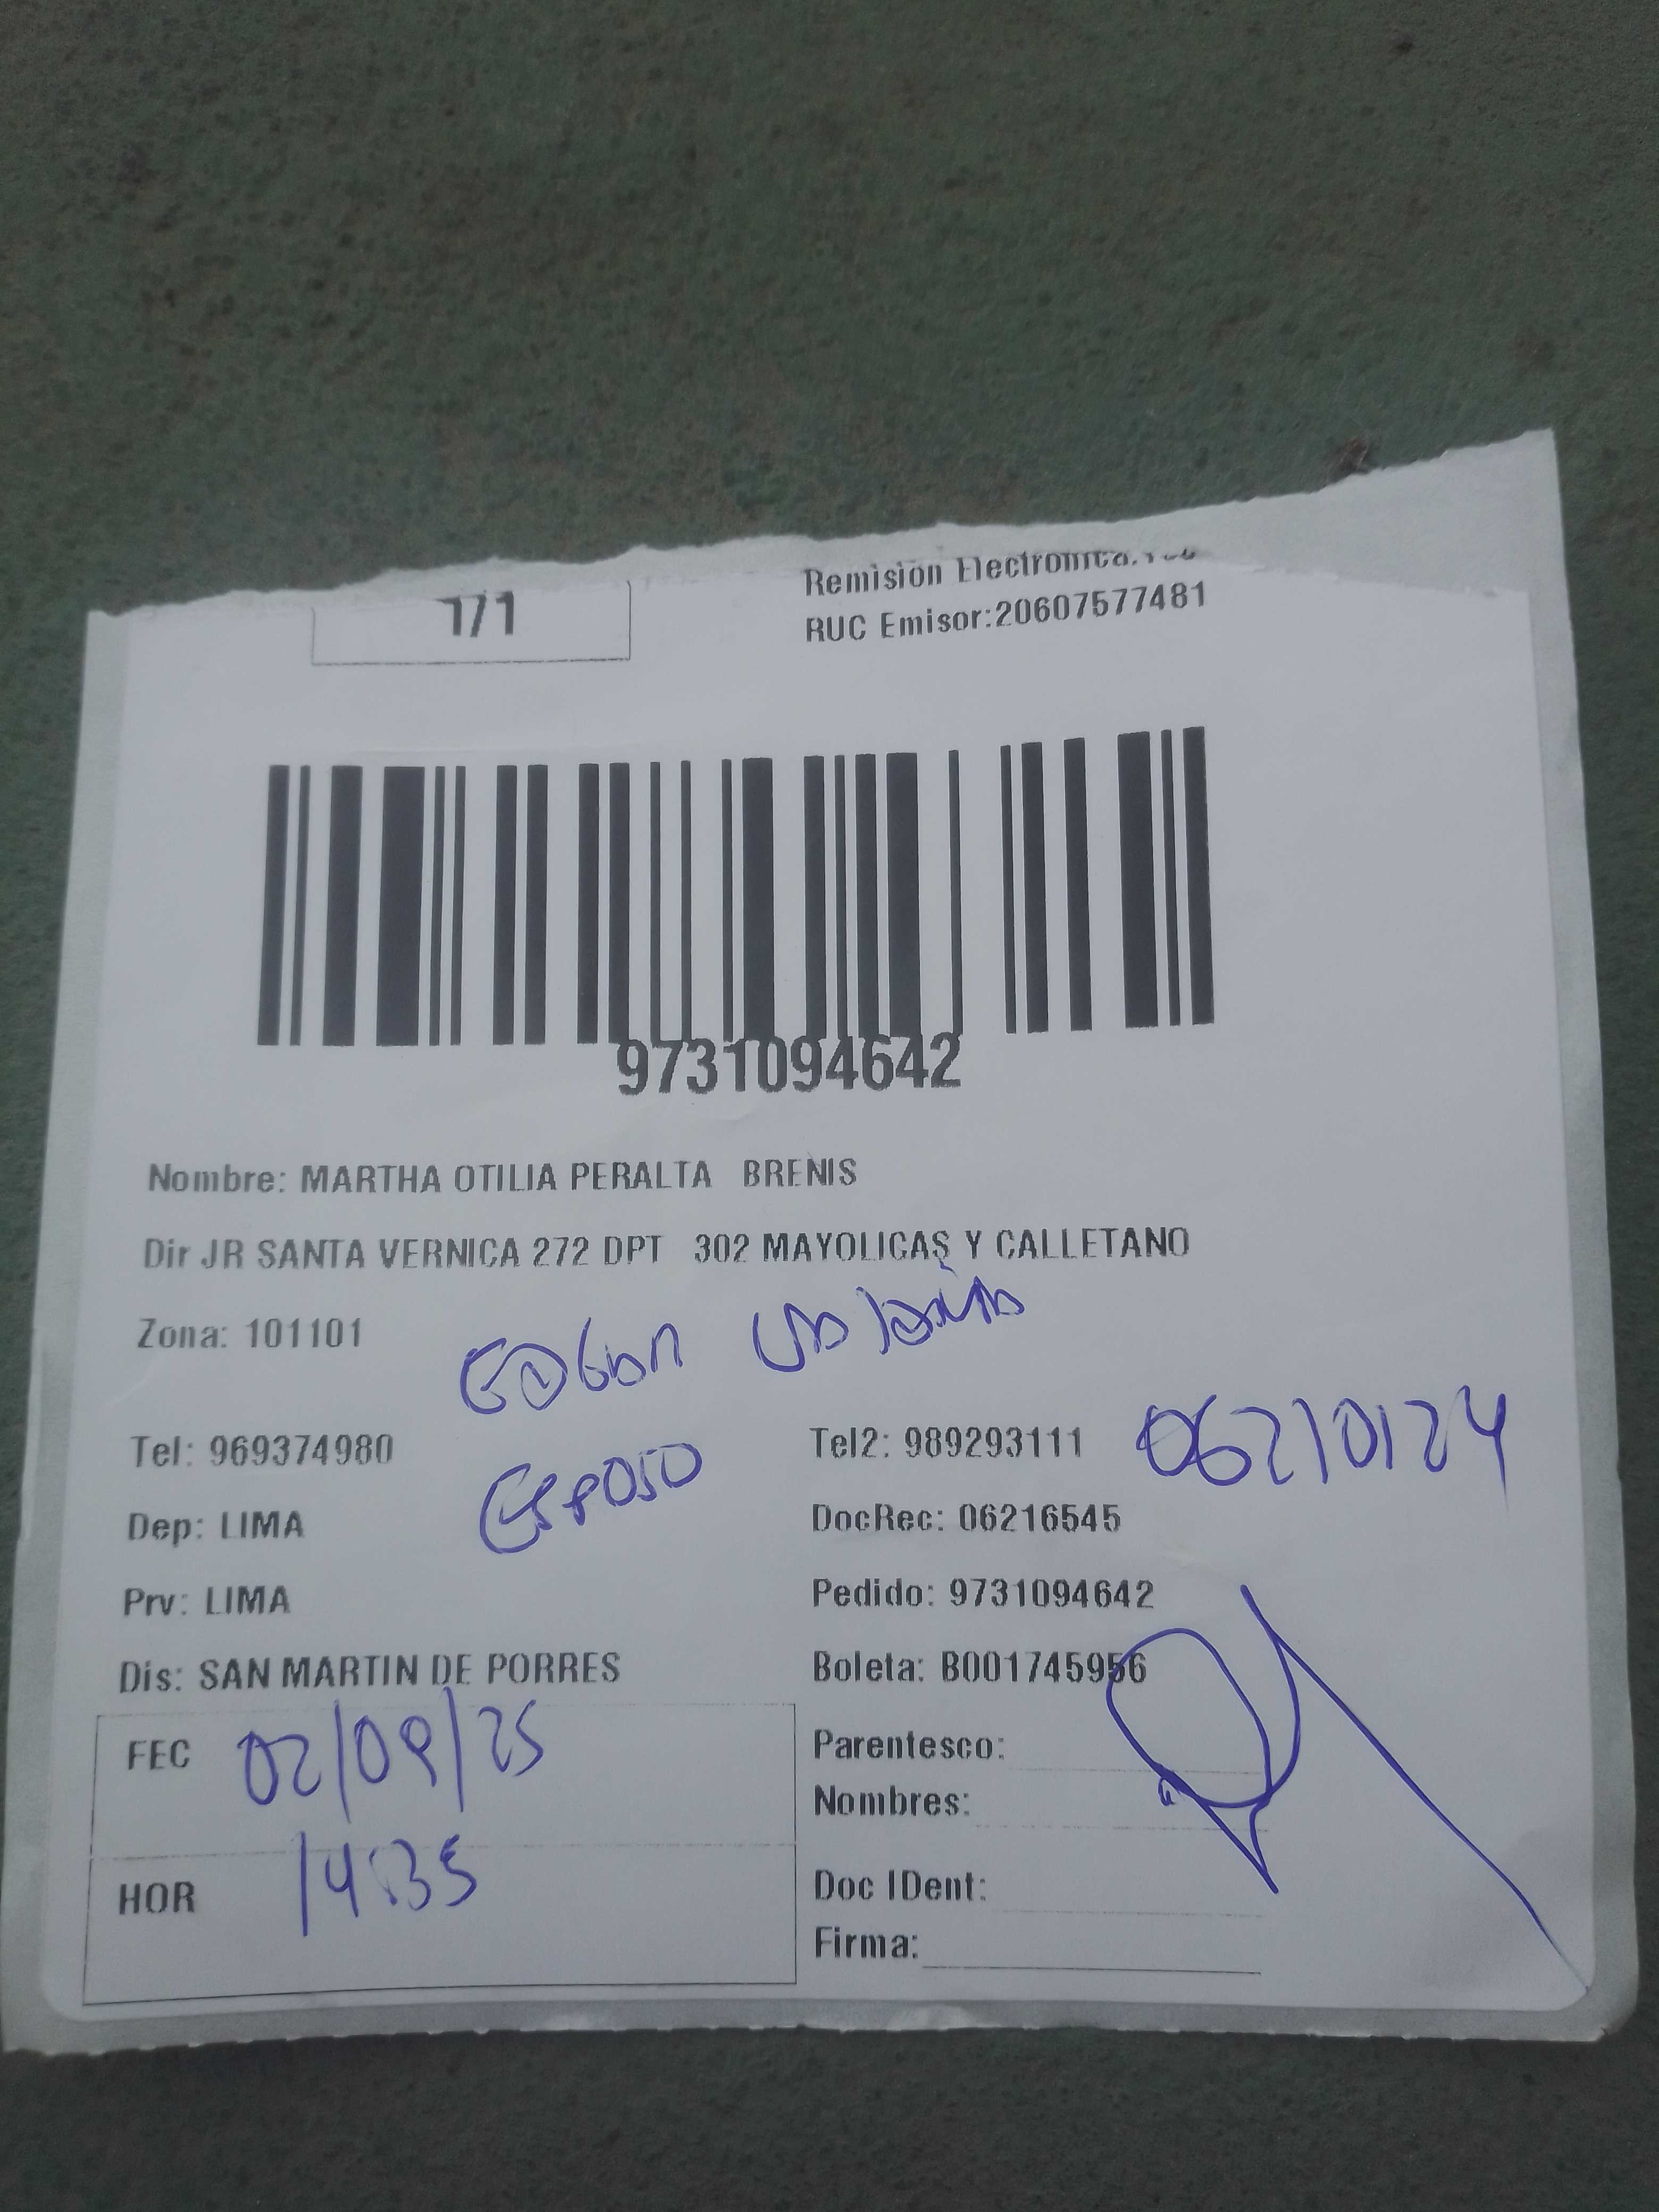 1/1
Remisión Electronica.
RUC Emisor:20607577481
9731094642
Nombre: MARTHA OTILIA PERALTA BRENIS
Dir JR SANTA VERNICA 272 DPT 302 MAYOLICAS Y CALLETANO
Zona: 101101
Tel: 969374980
Esposo
Tel2: 989293111
06210124
Dep: LIMA
DocRec: 06216545
Prv: LIMA
Pedido: 9731094642
Dis: SAN MARTIN DE PORRES
Boleta: B001745956
FEC 02/09/25
HOR 14:35
Parentesco:
Nombres:
Doc IDent:
Firma: